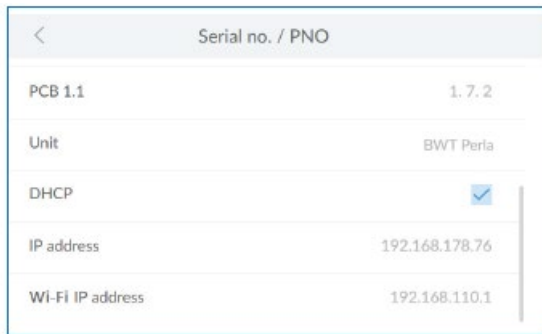 Serial no. / PNO
PCB 1.1 1.7.2
Unit BWT Perla
DHCP
IP address 192.168.178.76
Wi-Fi IP address 192.168.110.1